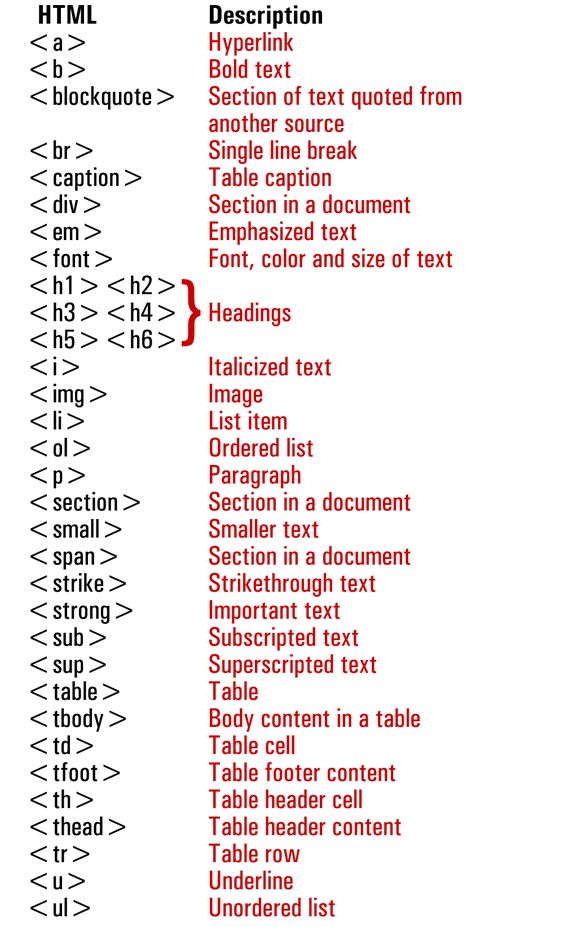 HTML Description
< a > Hyperlink
< b > Bold text
< blockquote > Section of text quoted from
another source
< br > Single line break
< caption > Table caption
< div > Section in a document
< em > Emphasized text
< font > Font, color and size of text
< h1 > < h2 >
< h3 > < h4 > } Headings
< h5 > < h6 >
< i > Italicized text
< img > Image
< li > List item
< ol > Ordered list
< p > Paragraph
< section > Section in a document
< small > Smaller text
< span > Section in a document
< strike > Strikethrough text
< strong > Important text
< sub > Subscripted text
< sup > Superscripted text
< table > Table
< tbody > Body content in a table
< td > Table cell
< tfoot > Table footer content
< th > Table header cell
< thead > Table header content
< tr > Table row
< u > Underline
< ul > Unordered list